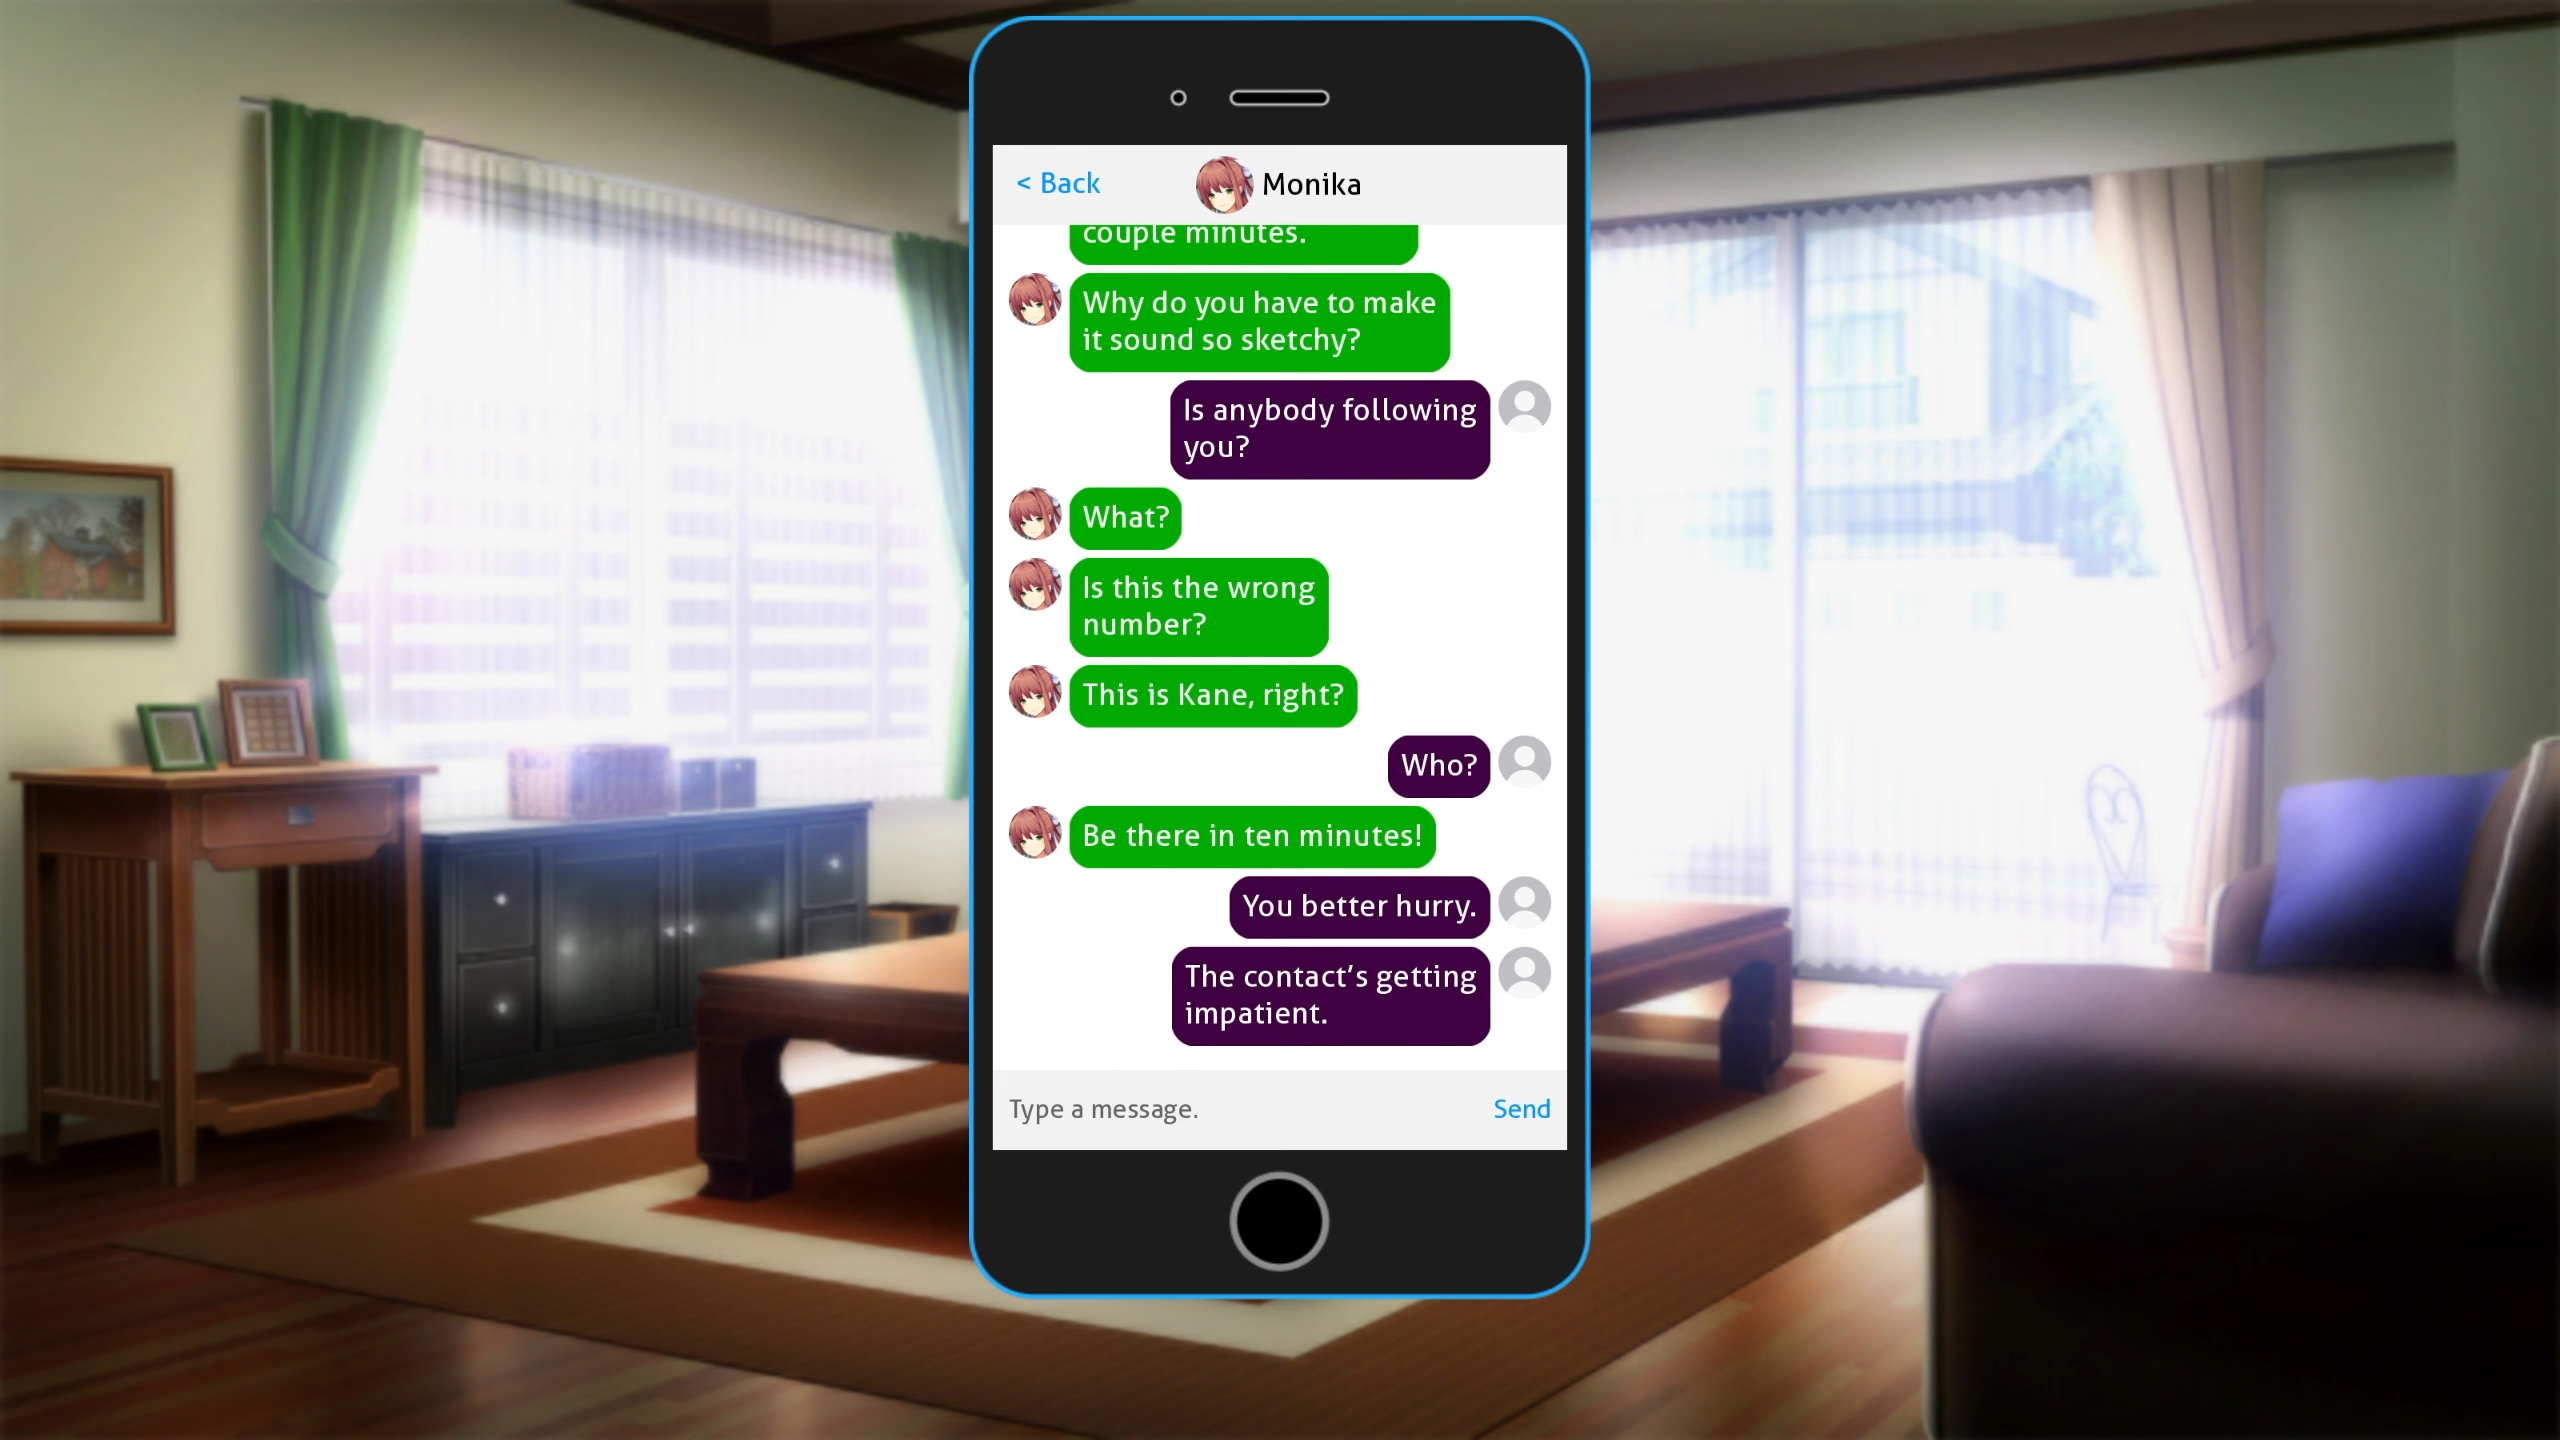 < Back
Monika
couple minutes.
Why do you have to make
it sound so sketchy?
Is anybody following
you?
What?
Is this the wrong
number?
This is Kane, right?
Who?
Be there in ten minutes!
You better hurry.
The contact's getting
impatient.
Type a message.
Send